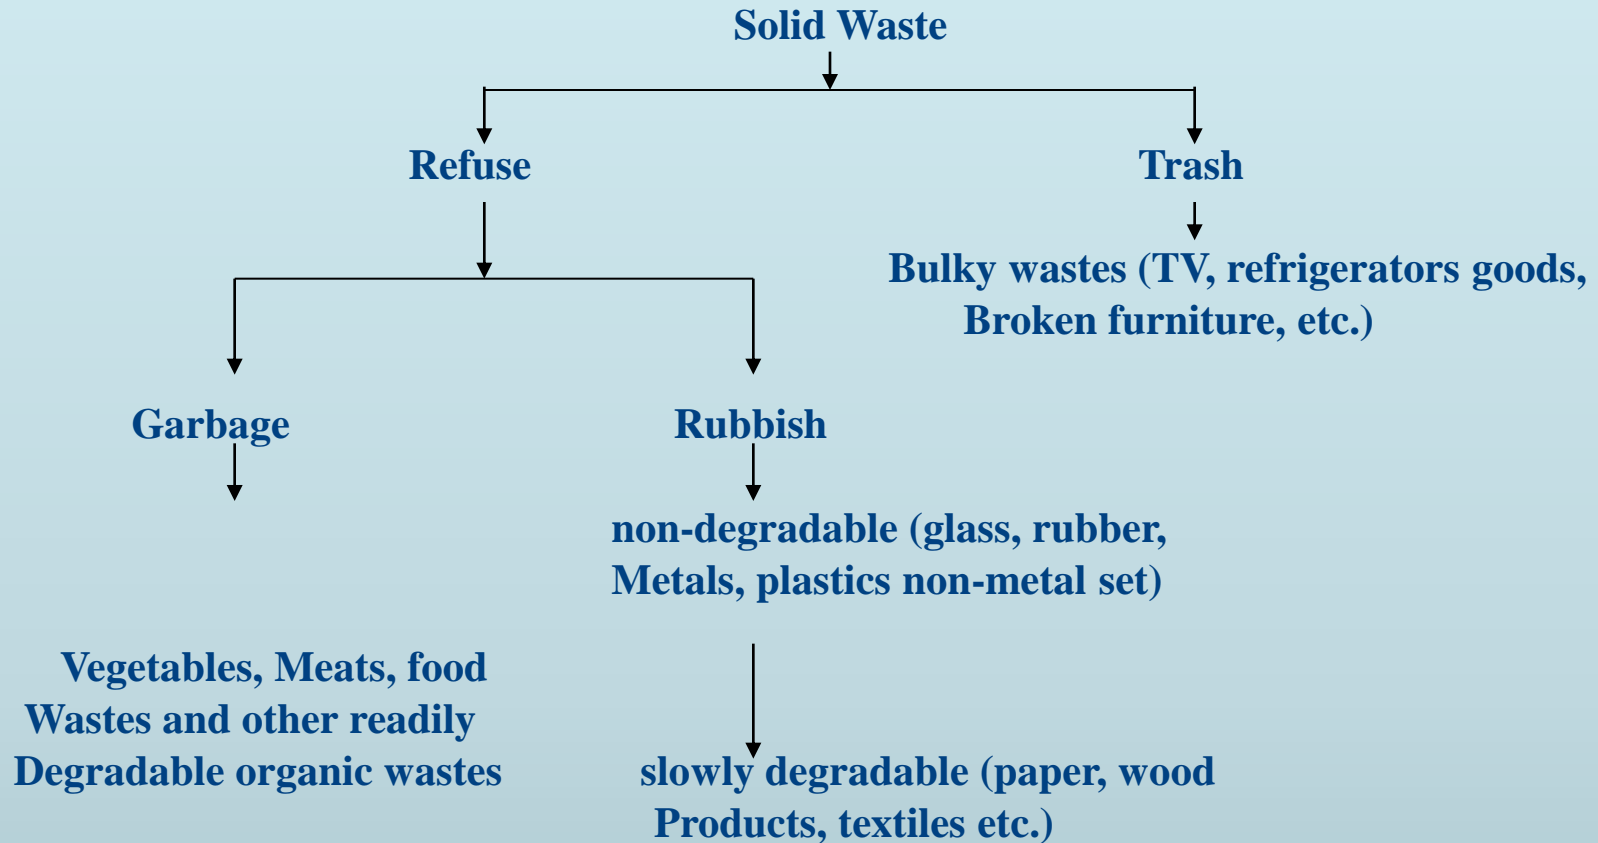 Solid Waste
Refuse
Trash
Bulky wastes (TV, refrigerators goods,
Broken furniture, etc.)
Garbage
Rubbish
non-degradable (glass, rubber,
Metals, plastics non-metal set)
Vegetables, Meats, food
Wastes and other readily
Degradable organic wastes
slowly degradable (paper, wood
Products, textiles etc.)